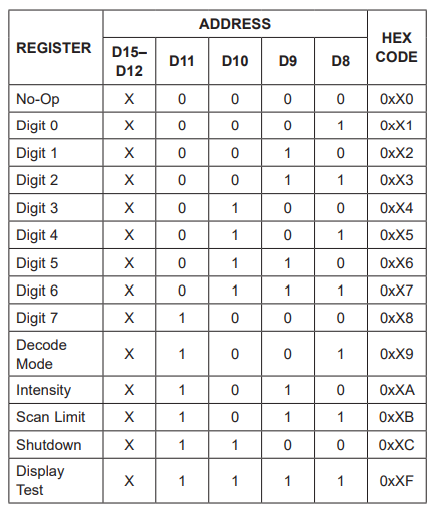 REGISTER ADDRESS HEX CODE
D15–D12 D11 D10 D9 D8
No-Op X 0 0 0 0 0xX0
Digit 0 X 0 0 0 1 0xX1
Digit 1 X 0 0 1 0 0xX2
Digit 2 X 0 0 1 1 0xX3
Digit 3 X 0 1 0 0 0xX4
Digit 4 X 0 1 0 1 0xX5
Digit 5 X 0 1 1 0 0xX6
Digit 6 X 0 1 1 1 0xX7
Digit 7 X 1 0 0 0 0xX8
Decode Mode X 1 0 0 1 0xX9
Intensity X 1 0 1 0 0xXA
Scan Limit X 1 0 1 1 0xXB
Shutdown X 1 1 0 0 0xXC
Display Test X 1 1 1 1 0xXF